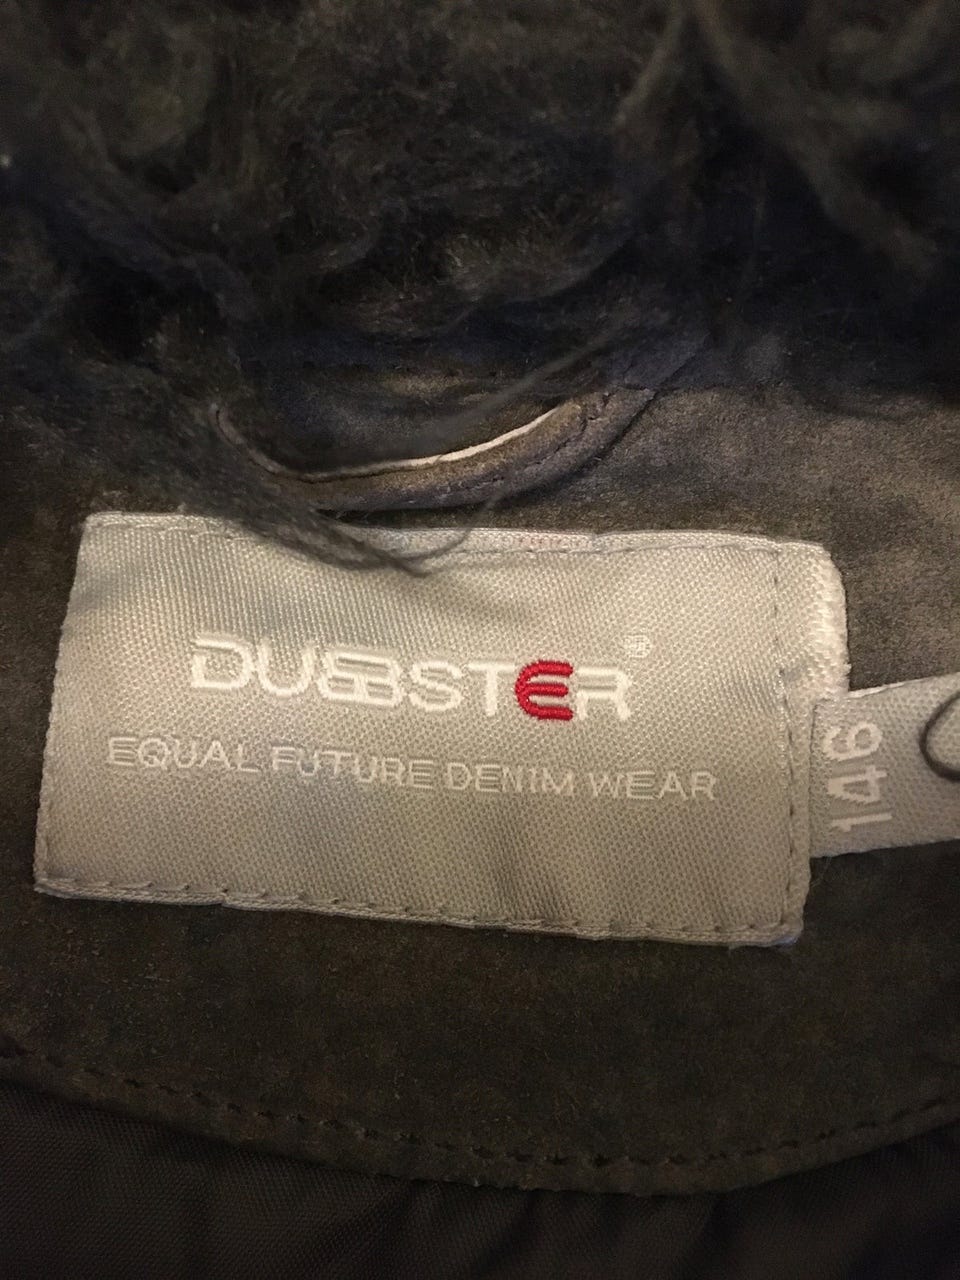 DUBBSTER®
EQUAL FUTURE DENIM WEAR
146